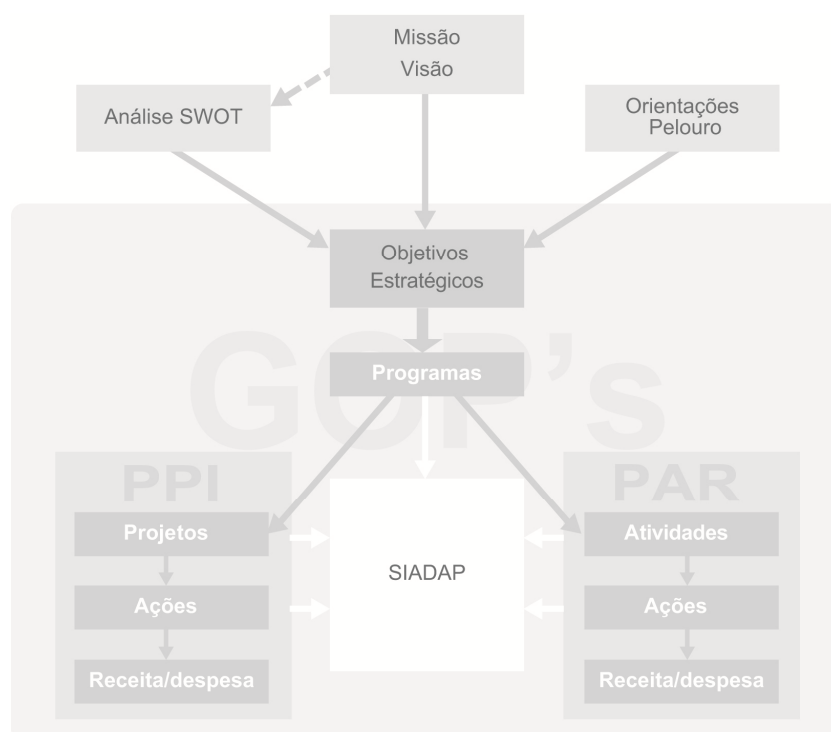 Missão
Visão
Análise SWOT
Orientações
Pelouro
Objetivos
Estratégicos
GOP's
Programas
PPI
PAR
Projetos
Atividades
SIADAP
Ações
Ações
Receita/despesa
Receita/despesa